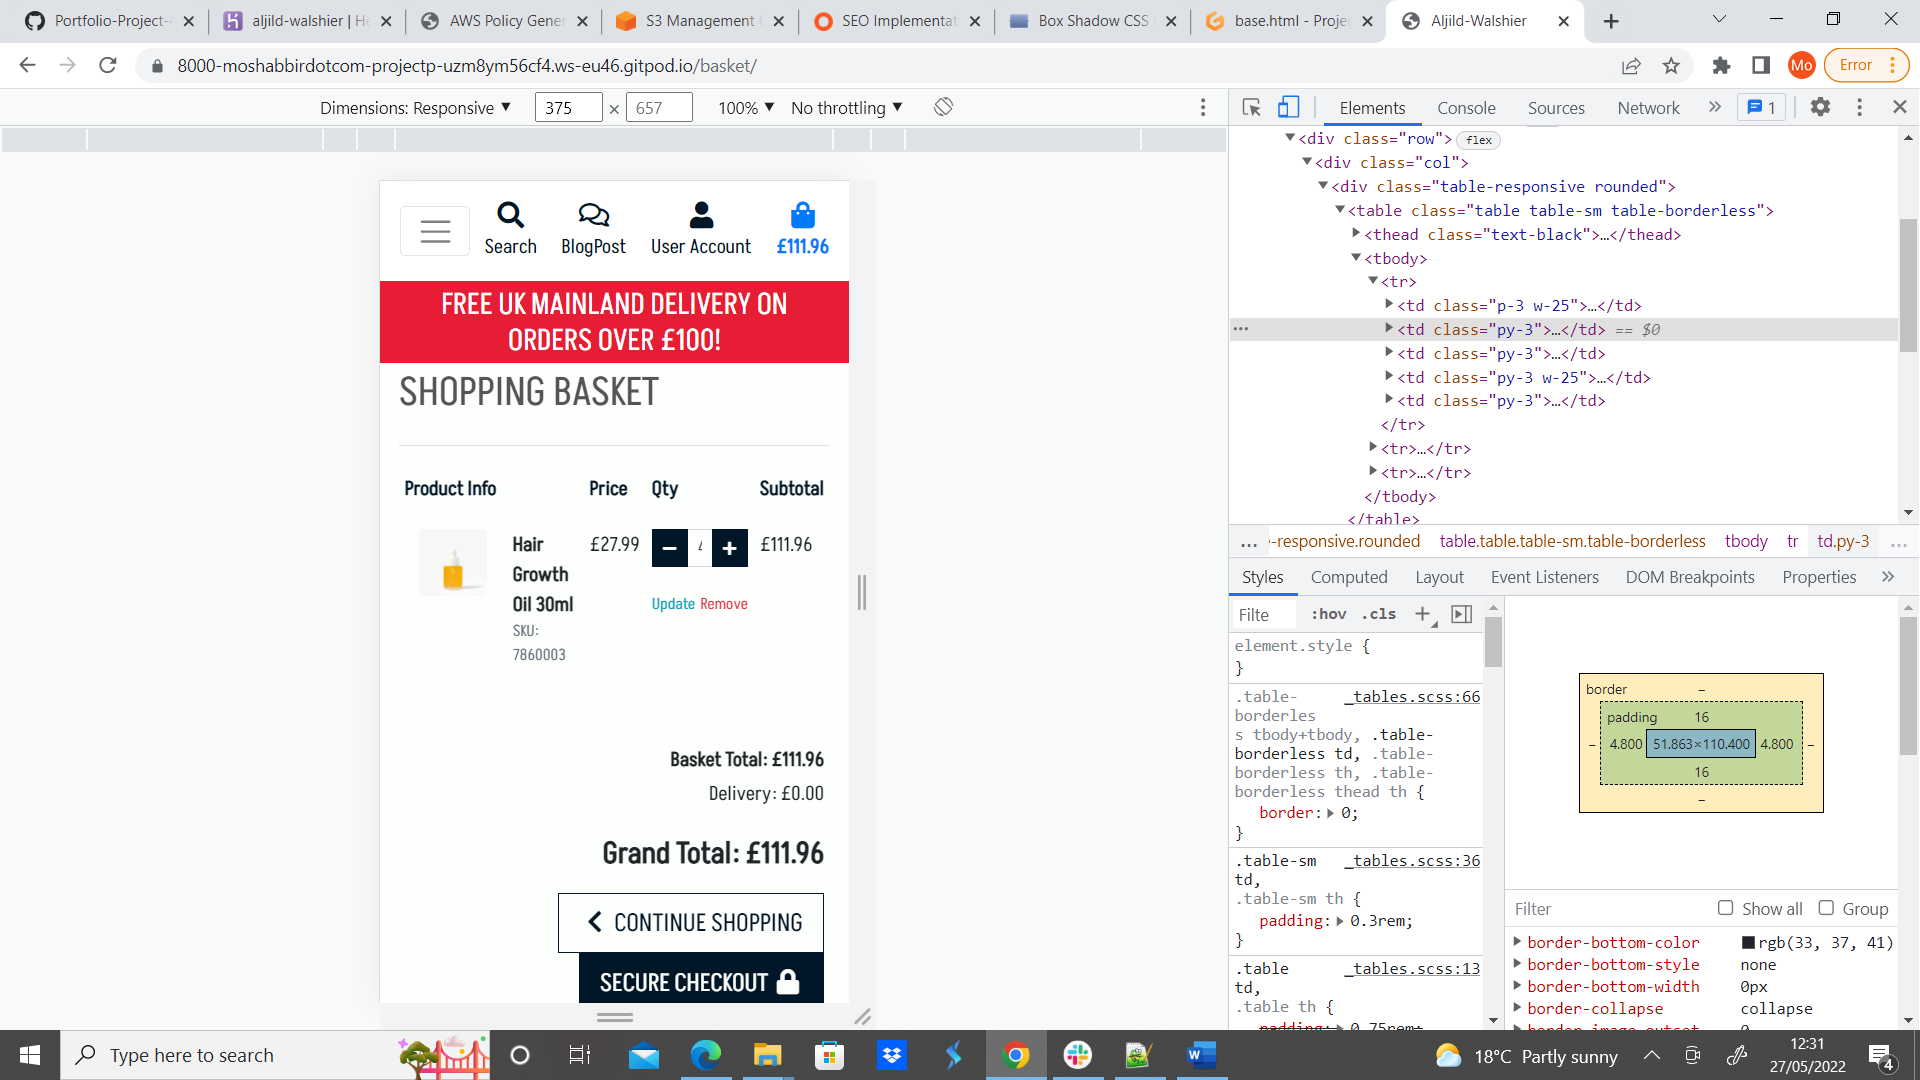 Portfolio-Project-
aljild-walshier | He
AWS Policy Gener
S3 Management
SEO Implementat
Box Shadow CSS
base.html - Projec
Aljild-Walshier
8000-moshabbirdotcom-projectp-uzm8ym56cf4.ws-eu46.gitpod.io/basket/
Mo
Error
Dimensions: Responsive
375
×
657
100%
No throttling
Elements
Console
Sources
Network
1
Search
BlogPost
User Account
£111.96
FREE UK MAINLAND DELIVERY ON
ORDERS OVER £100!
SHOPPING BASKET
Product Info
Price
Qty
Subtotal
Hair
Growth
Oil 30ml
SKU:
7860003
£27.99
£111.96
Update
Remove
Basket Total: £111.96
Delivery: £0.00
Grand Total: £111.96
CONTINUE SHOPPING
SECURE CHECKOUT
<div class="row">
flex
<div class="col">
<div class="table-responsive rounded">
<table class="table table-sm table-borderless">
<thead class="text-black">…</thead>
<tbody>
<tr>
<td class="p-3 w-25">…</td>
<td class="py-3">…</td> == $0
<td class="py-3">…</td>
<td class="py-3 w-25">…</td>
<td class="py-3">…</td>
</tr>
<tr>…</tr>
<tr>…</tr>
</tbody>
</table>
-responsive.rounded
table.table.table-sm.table-borderless
tbody
tr
td.py-3
Styles
Computed
Layout
Event Listeners
DOM Breakpoints
Properties
Filte
:hov
.cls
element.style {
}
.table-
_tables.scss:66
borderles
s tbody+tbody, .table-
borderless td, .table-
borderless th, .table-
borderless thead th {
border: 0;
}
.table-sm
_tables.scss:36
td,
.table-sm th {
padding: 0.3rem;
}
.table
_tables.scss:13
td,
.table th {
padding: 0.75rem;
border
–
padding
16
–
4.800
51.863×110.400
4.800
–
16
–
Filter
Show all
Group
border-bottom-color
rgb(33, 37, 41)
border-bottom-style
none
border-bottom-width
0px
border-collapse
collapse
border-image-outset
0
Type here to search
18°C Partly sunny
12:31
27/05/2022
4